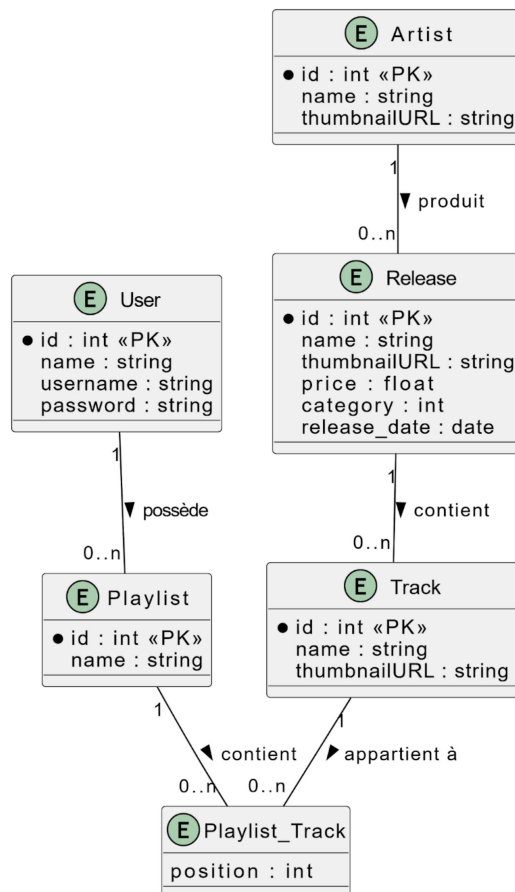 E Artist
● id : int «PK»
name : string
thumbnailURL : string
1
produit
0..n
E Release
● id : int «PK»
name : string
thumbnailURL : string
price : float
category : int
release_date : date
1
contient
0..n
E User
● id : int «PK»
name : string
username : string
password : string
1
possède
0..n
E Track
● id : int «PK»
name : string
thumbnailURL : string
1
appartient à
0..n
E Playlist
● id : int «PK»
name : string
1
contient
0..n
E Playlist_Track
position : int